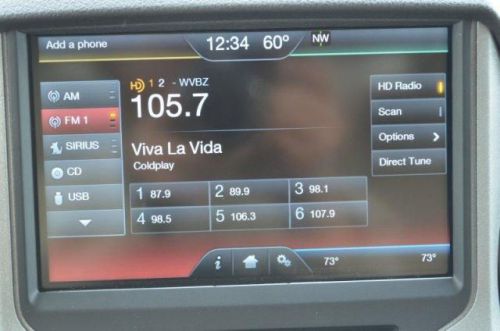 Add a phone
12:34 60° NW
AM
FM 1
SIRIUS
CD
USB
HD 1 2 - WVBZ
105.7
Viva La Vida
Coldplay
1 87.9 2 89.9 3 98.1
4 98.5 5 106.3 6 107.9
HD Radio
Scan
Options
Direct Tune
i
73° 73°